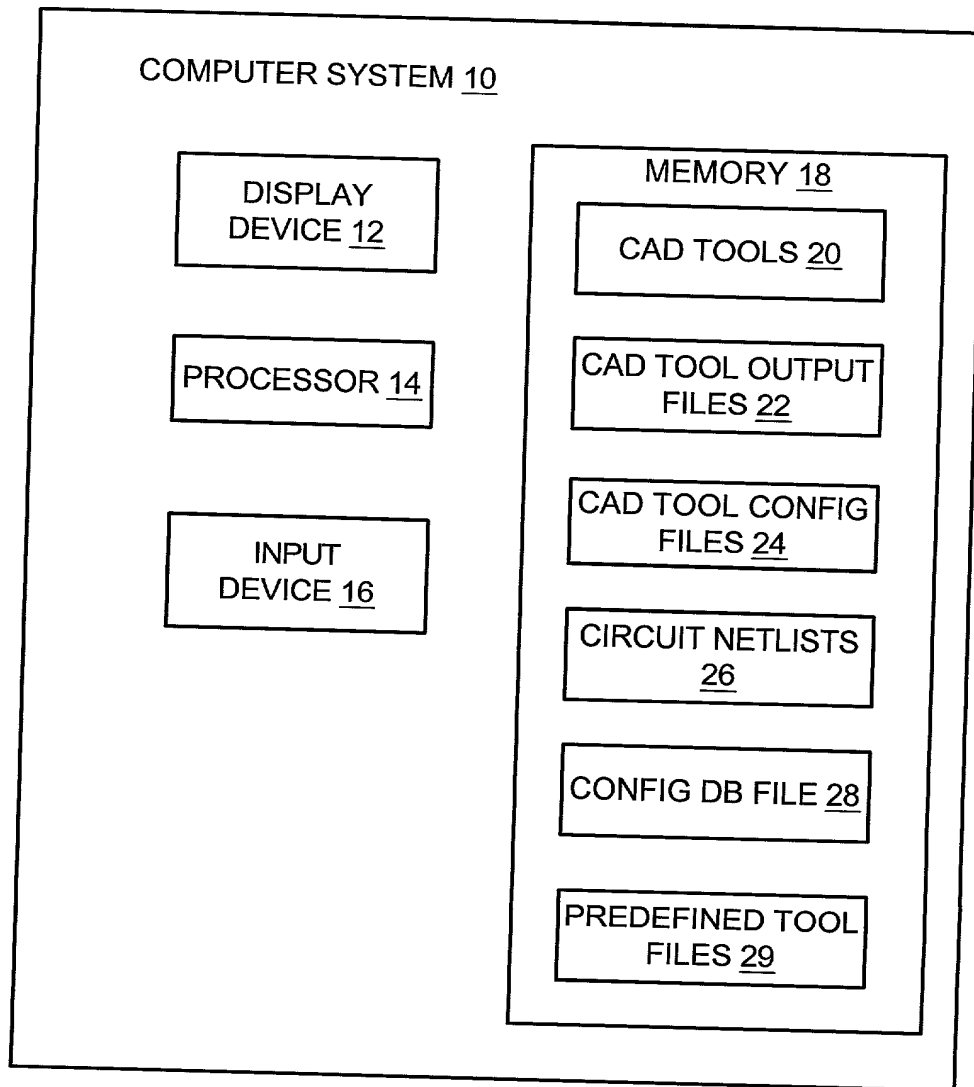 COMPUTER SYSTEM 10
DISPLAY
DEVICE 12
PROCESSOR 14
INPUT
DEVICE 16
MEMORY 18
CAD TOOLS 20
CAD TOOL OUTPUT
FILES 22
CAD TOOL CONFIG
FILES 24
CIRCUIT NETLISTS
26
CONFIG DB FILE 28
PREDEFINED TOOL
FILES 29